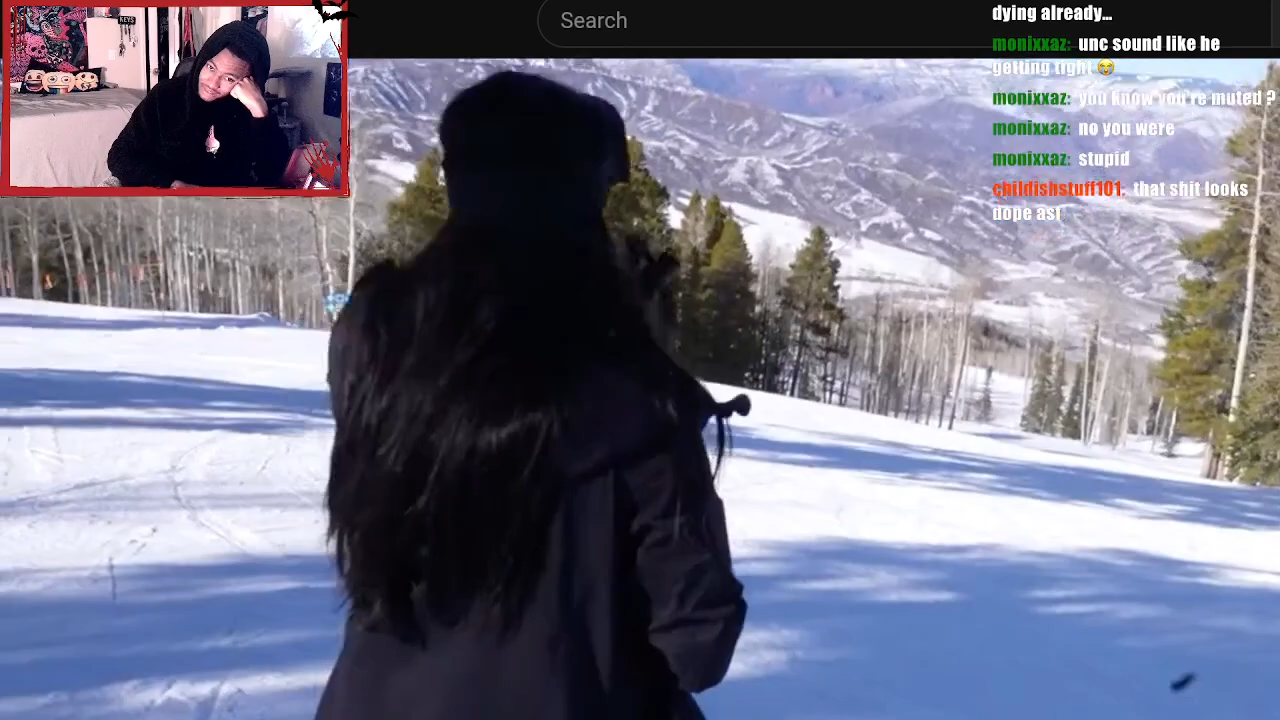 KEYS
Search
dying already...
monixxaz: unc sound like he
getting tight 😭
monixxaz: you know you're muted ?
monixxaz: no you were
monixxaz: stupid
childishstuff101: that shit looks
dope asf